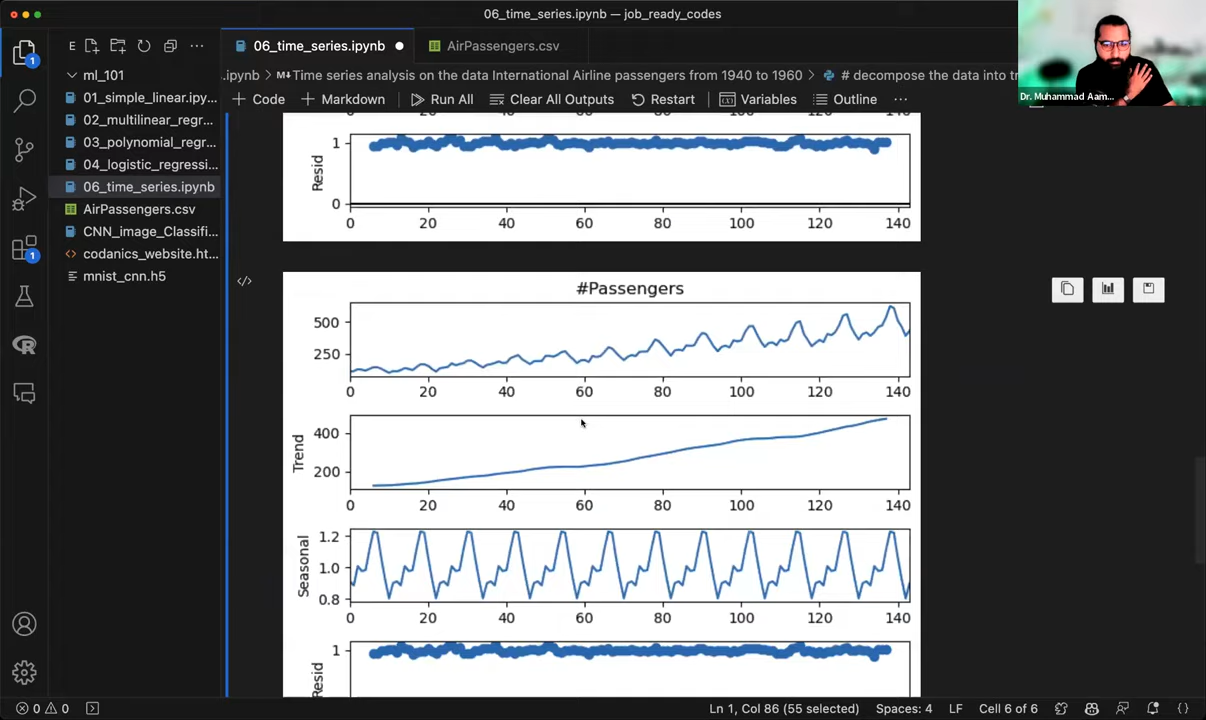 06_time_series.ipynb — job_ready_codes
E
06_time_series.ipynb
AirPassengers.csv
ml_101
.ipynb > M↓Time series analysis on the data International Airline passengers from 1940 to 1960 > # decompose the data into tr
Dr. Muhammad Aam...
01_simple_linear.ipy...
Code
Markdown
Run All
Clear All Outputs
Restart
Variables
Outline
...
02_multilinear_regr...
03_polynomial_regr...
04_logistic_regressi...
06_time_series.ipynb
AirPassengers.csv
CNN_image_Classifi...
codanics_website.ht...
mnist_cnn.h5
1
1
Resid
1
0
0 20 40 60 80 100 120 140
#Passengers
500
250
0 20 40 60 80 100 120 140
Trend
400
200
0 20 40 60 80 100 120 140
Seasonal
1.2
1.0
0.8
0 20 40 60 80 100 120 140
Resid
1
0 0
Ln 1, Col 86 (55 selected)
Spaces: 4
LF
Cell 6 of 6